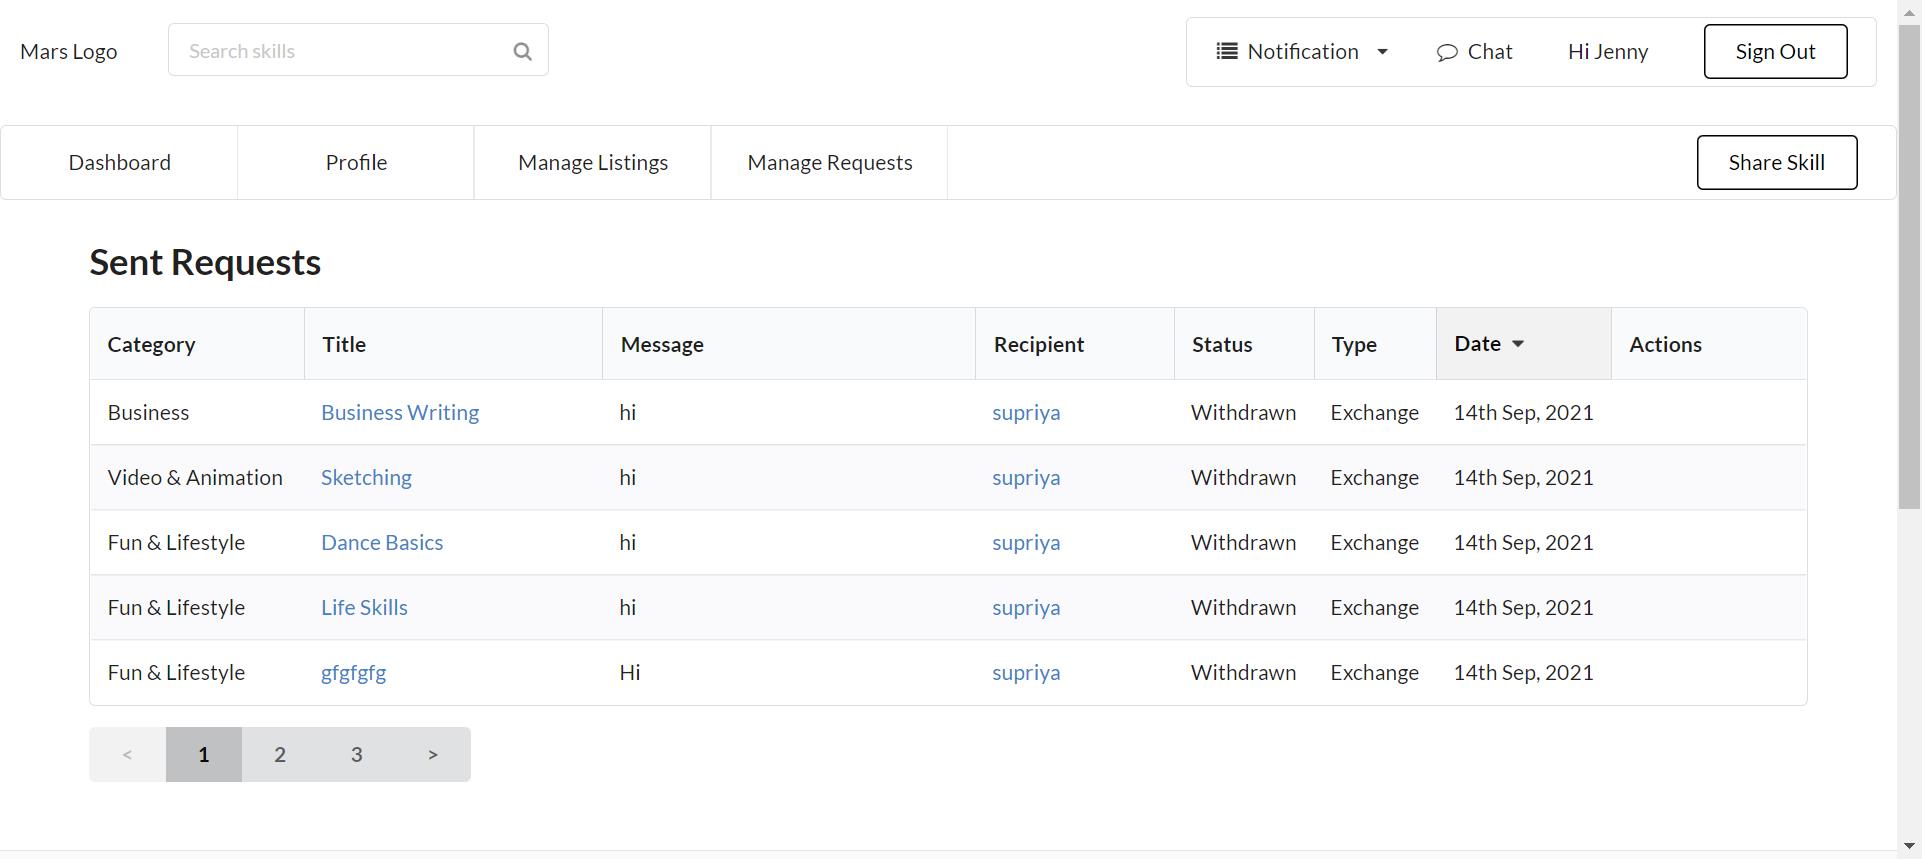 Mars Logo Search skills Notification Chat Hi Jenny Sign Out
Dashboard Profile Manage Listings Manage Requests Share Skill
Sent Requests
Category Title Message Recipient Status Type Date Actions
Business Business Writing hi supriya Withdrawn Exchange 14th Sep, 2021
Video & Animation Sketching hi supriya Withdrawn Exchange 14th Sep, 2021
Fun & Lifestyle Dance Basics hi supriya Withdrawn Exchange 14th Sep, 2021
Fun & Lifestyle Life Skills hi supriya Withdrawn Exchange 14th Sep, 2021
Fun & Lifestyle gfgfgfg Hi supriya Withdrawn Exchange 14th Sep, 2021
< 1 2 3 >